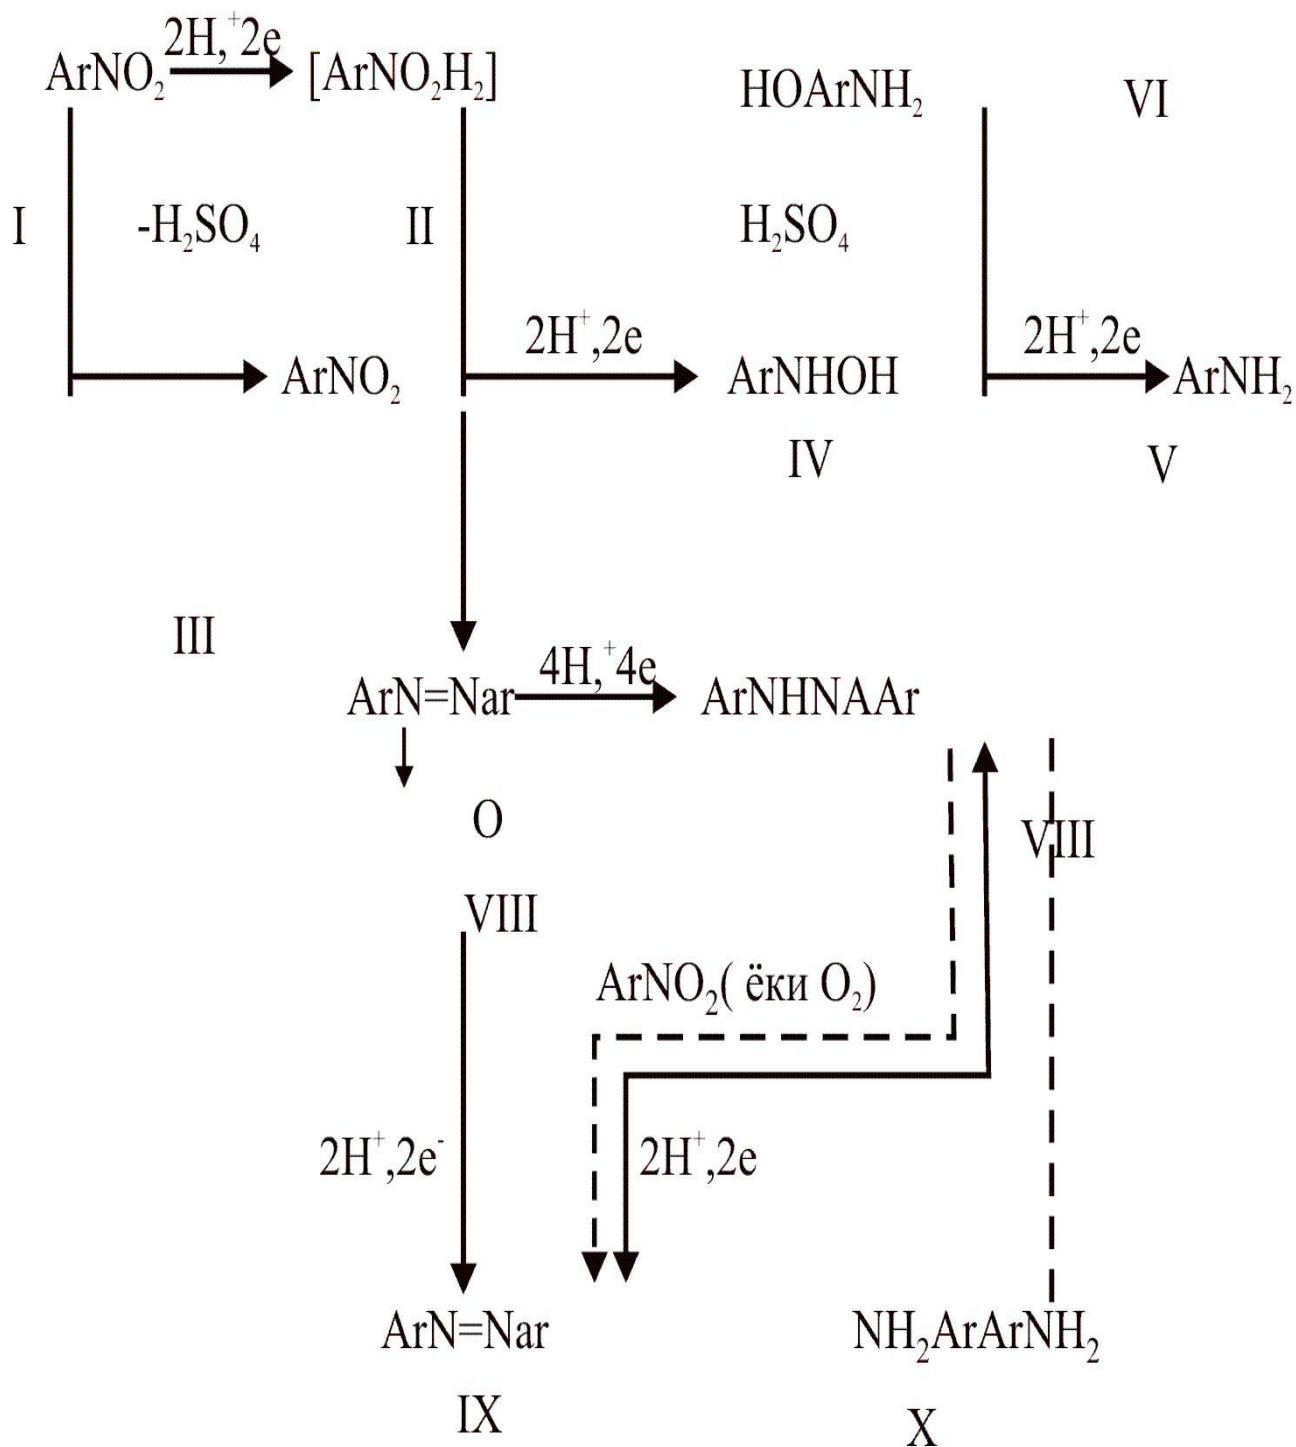 2H,⁺2e
ArNO₂ [ArNO₂H₂] HOArNH₂ VI
I -H₂SO₄ II H₂SO₄
2H⁺,2e 2H⁺,2e
ArNO₂ ArNHOH ArNH₂
IV V
III
4H,⁺4e
ArN=Nar ArNHNAAr
O VIII
VIII
ArNO₂( ёки O₂)
2H⁺,2e⁻ 2H⁺,2e
ArN=Nar NH₂ArArNH₂
IX X